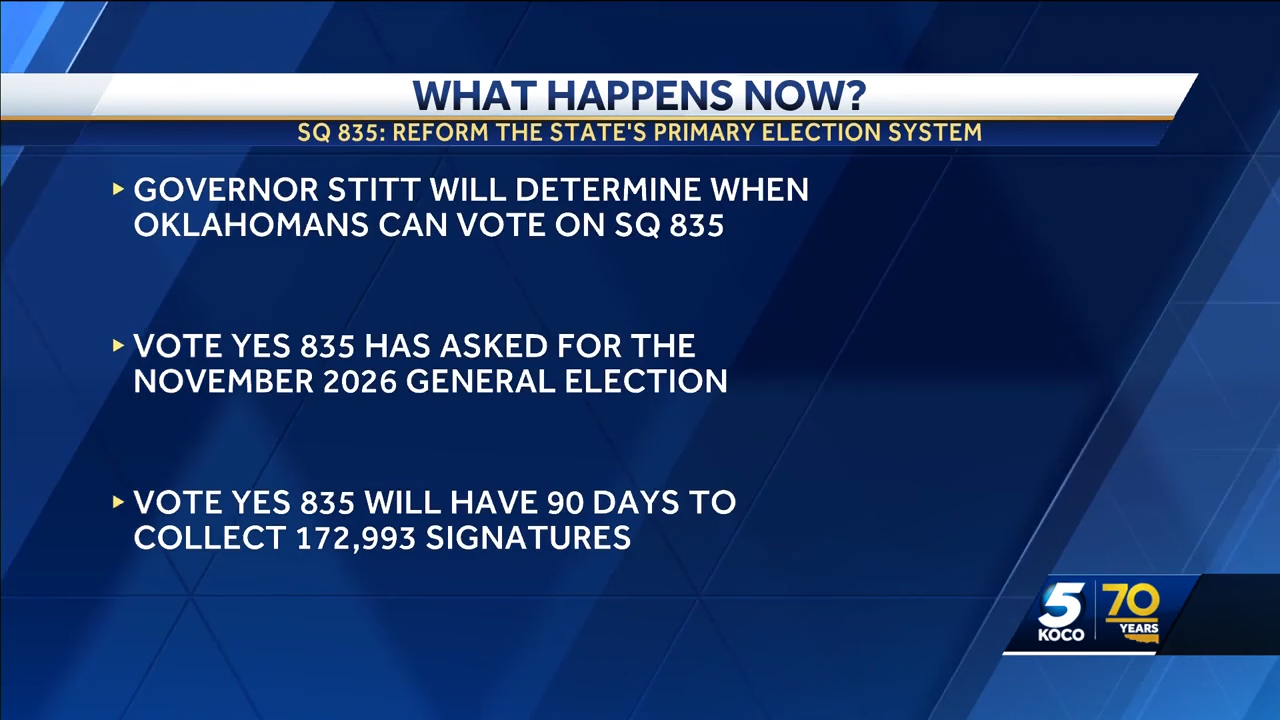 WHAT HAPPENS NOW?
SQ 835: REFORM THE STATE'S PRIMARY ELECTION SYSTEM
GOVERNOR STITT WILL DETERMINE WHEN
OKLAHOMANS CAN VOTE ON SQ 835
VOTE YES 835 HAS ASKED FOR THE
NOVEMBER 2026 GENERAL ELECTION
VOTE YES 835 WILL HAVE 90 DAYS TO
COLLECT 172,993 SIGNATURES
5
KOCO
70
YEARS